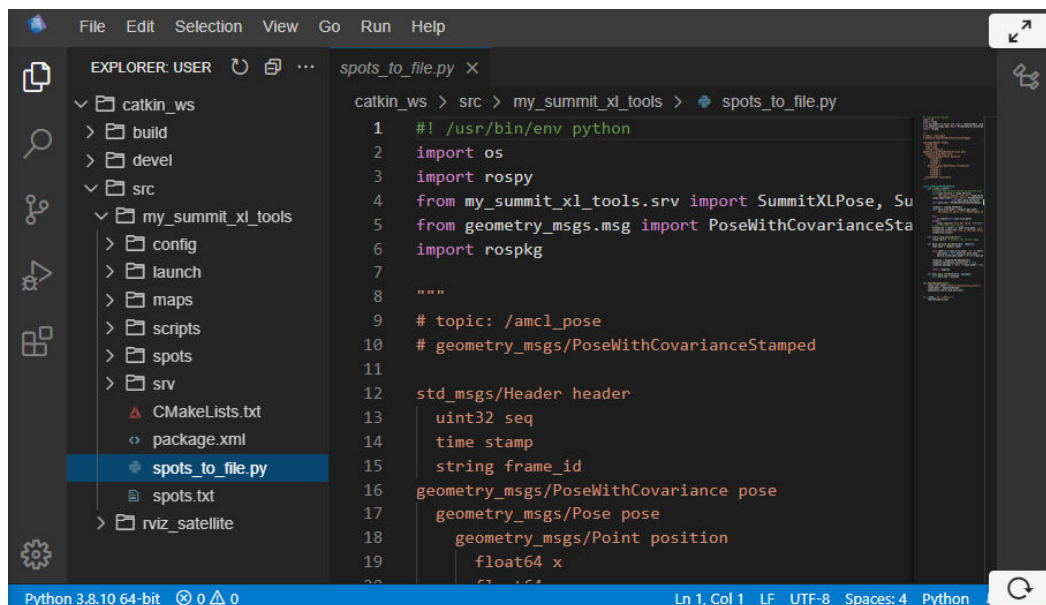 File Edit Selection View Go Run Help
EXPLORER: USER
catkin_ws
build
devel
src
my_summit_xl_tools
config
launch
maps
scripts
spots
srv
CMakeLists.txt
package.xml
spots_to_file.py
spots.txt
rviz_satellite
spots_to_file.py
catkin_ws > src > my_summit_xl_tools > spots_to_file.py
1 #! /usr/bin/env python
2 import os
3 import rospy
4 from my_summit_xl_tools.srv import SummitXLPose, Su
5 from geometry_msgs.msg import PoseWithCovarianceSta
6 import rospkg
7
8 """
9 # topic: /amcl_pose
10 # geometry_msgs/PoseWithCovarianceStamped
11
12 std_msgs/Header header
13 uint32 seq
14 time stamp
15 string frame_id
16 geometry_msgs/PoseWithCovariance pose
17 geometry_msgs/Pose pose
18 geometry_msgs/Point position
19 float64 x
Python 3.8.10 64-bit 0 0 Ln 1, Col 1 LF UTF-8 Spaces: 4 Python